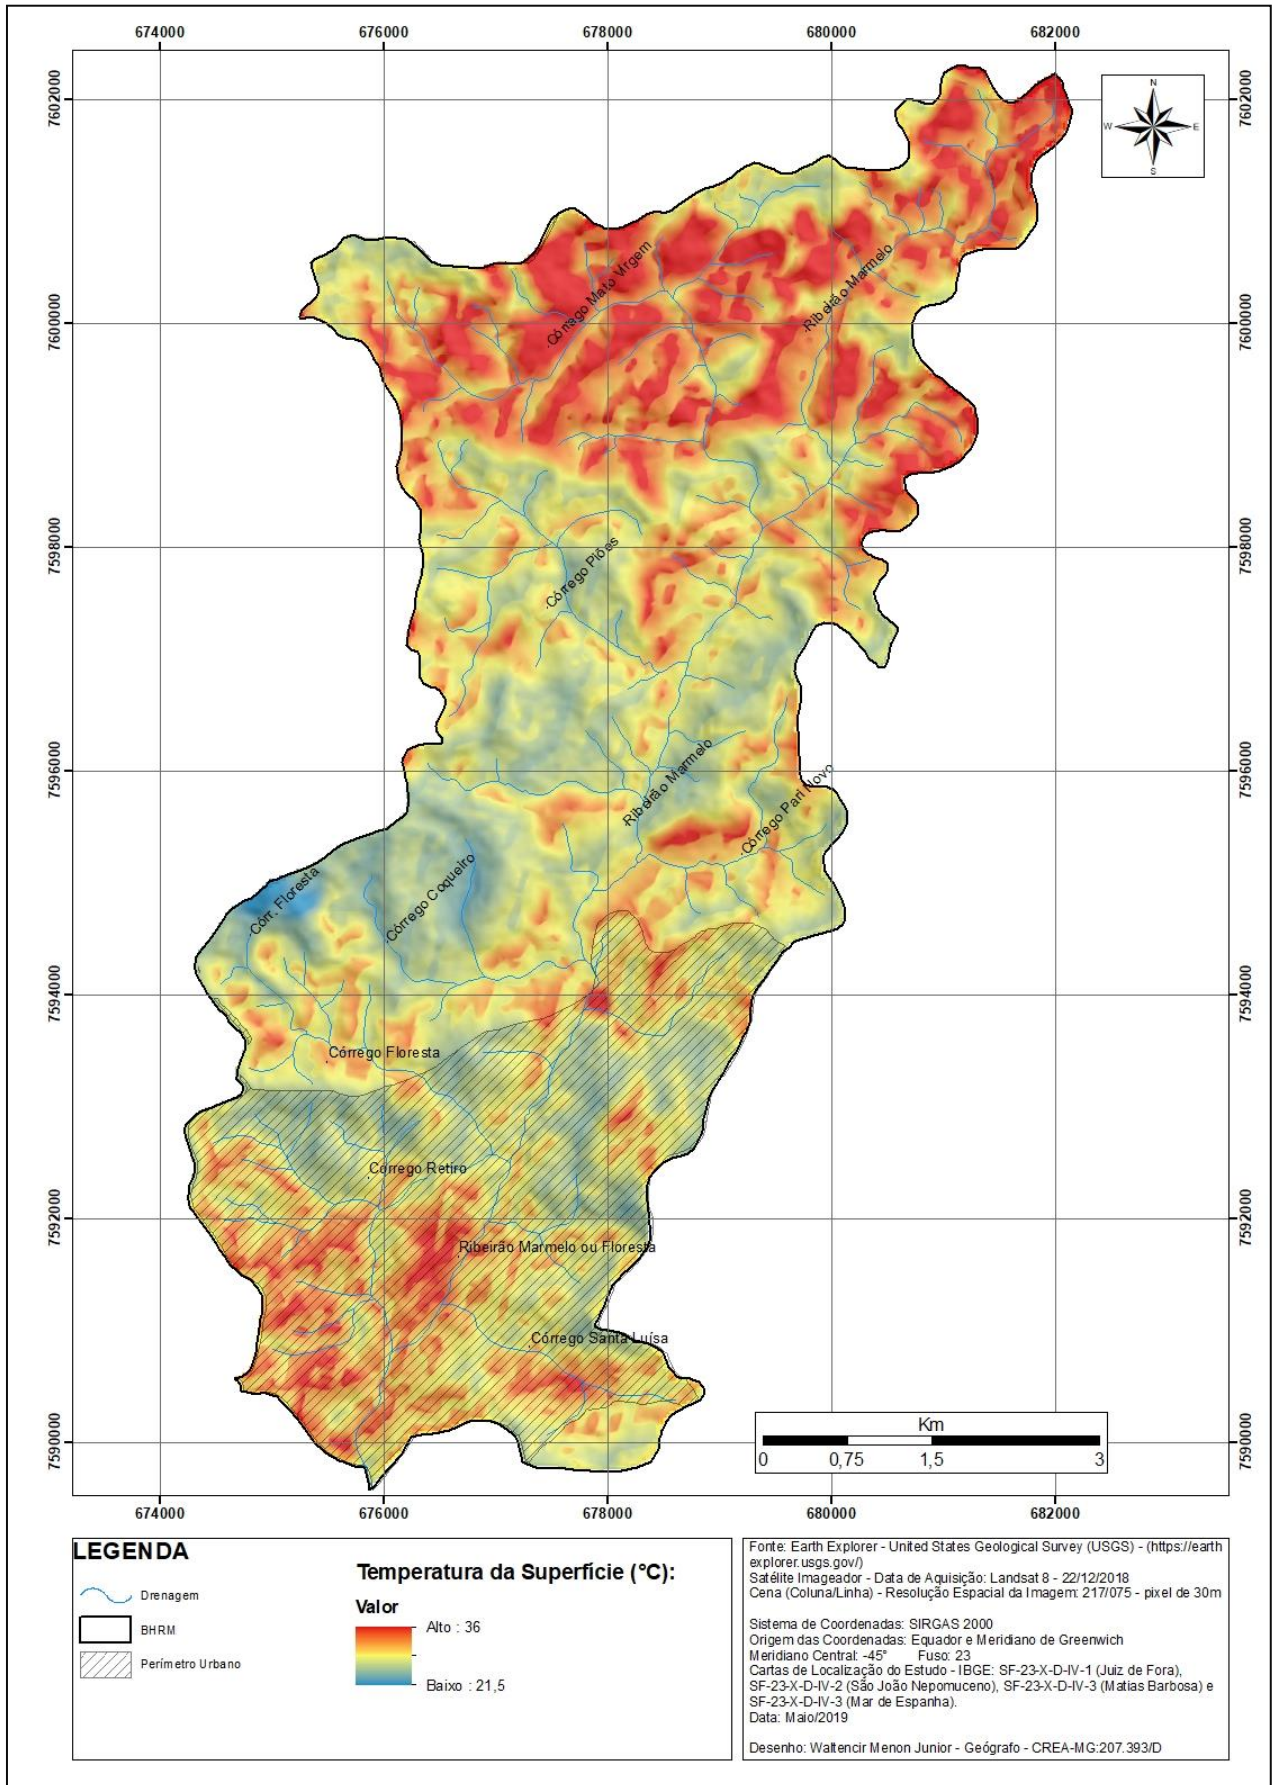 674000 676000 678000 680000 682000
N
W E
S
7602000 7602000
7600000 7600000
7598000 7598000
7596000 7596000
7594000 7594000
7592000 7592000
7590000 7590000
Córrego Mato Virgem
Ribeirão Marmelo
Córrego Piões
Ribeirão Marmelo
Córrego Pari Novo
Córr. Floresta
Córrego Coqueiro
Córrego Floresta
Córrego Retiro
Ribeirão Marmelo ou Floresta
Córrego Santa Luísa
Km
0 0,75 1,5 3
674000 676000 678000 680000 682000
LEGENDA
Drenagem
BHRM
Perímetro Urbano
Temperatura da Superfície (°C):
Valor
Alto : 36
Baixo : 21,5
Fonte: Earth Explorer - United States Geological Survey (USGS) - (https://earth
explorer.usgs.gov/)
Satélite Imageador - Data de Aquisição: Landsat 8 - 22/12/2018
Cena (Coluna/Linha) - Resolução Espacial da Imagem: 217/075 - pixel de 30m
Sistema de Coordenadas: SIRGAS 2000
Origem das Coordenadas: Equador e Meridiano de Greenwich
Meridiano Central: -45° Fuso: 23
Cartas de Localização do Estudo - IBGE: SF-23-X-D-IV-1 (Juiz de Fora),
SF-23-X-D-IV-2 (São João Nepomuceno), SF-23-X-D-IV-3 (Matias Barbosa) e
SF-23-X-D-IV-3 (Mar de Espanha).
Data: Maio/2019
Desenho: Waltencir Menon Junior - Geógrafo - CREA-MG:207.393/D